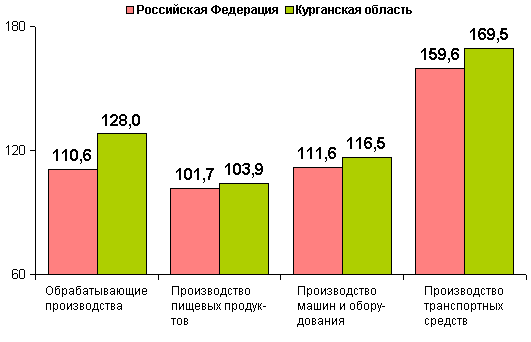 Российская Федерация Курганская область
180
159,6 169,5
128,0
110,6
101,7 103,9
111,6 116,5
120
60
Обрабатывающие
производства
Производство
пищевых продук-
тов
Производство
машин и обору-
дования
Производство
транспортных
средств